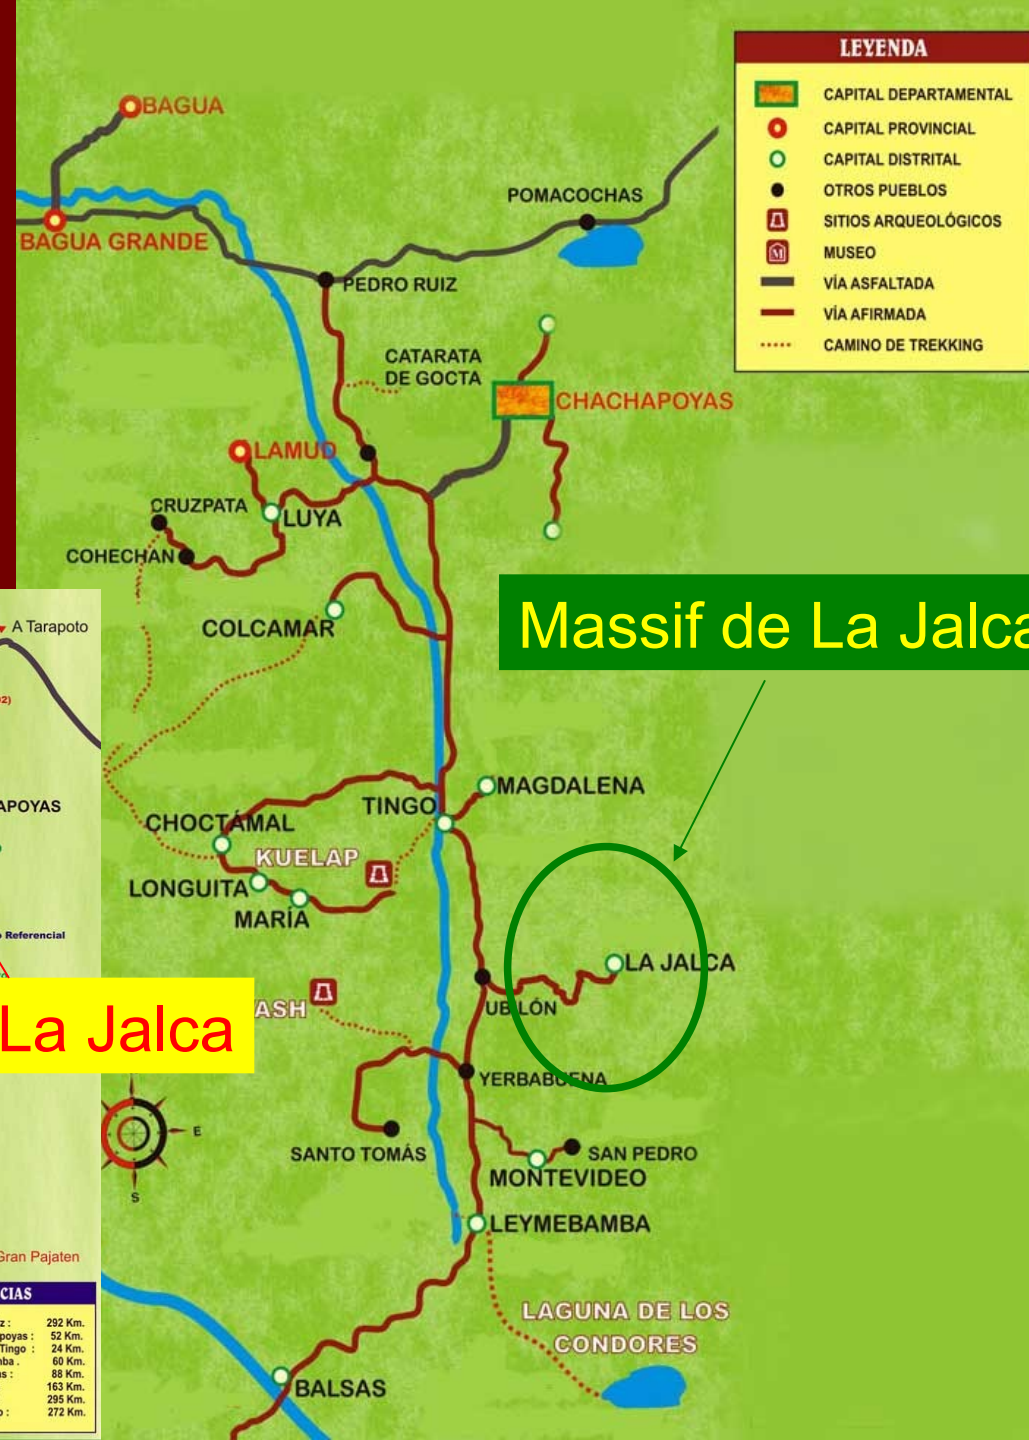 LEYENDA
CAPITAL DEPARTAMENTAL
CAPITAL PROVINCIAL
CAPITAL DISTRITAL
OTROS PUEBLOS
SITIOS ARQUEOLÓGICOS
MUSEO
VÍA ASFALTADA
VÍA AFIRMADA
CAMINO DE TREKKING
BAGUA
POMACOCHAS
BAGUA GRANDE
PEDRO RUIZ
CATARATA
DE GOCTA
CHACHAPOYAS
LAMUD
CRUZPATA
LUYA
COHECHAN
COLCAMAR
Massif de La Jalca
A Tarapoto
MAGDALENA
TINGO
CHOCTÁMAL
KUELAP
LONGUITA
MARÍA
Referencial
LA JALCA
UBILÓN
La Jalca
YERBABUENA
E
S
SANTO TOMÁS
SAN PEDRO
MONTEVIDEO
LEYMEBAMBA
Gran Pajaten
LAGUNA DE LOS
CONDORES
BALSAS
292 Km.
52 Km.
Tingo : 24 Km.
60 Km.
88 Km.
163 Km.
295 Km.
272 Km.